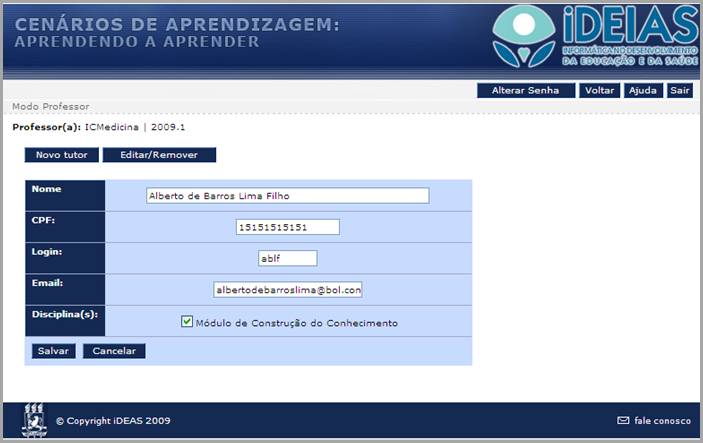 CENÁRIOS DE APRENDIZAGEM:
APRENDENDO A APRENDER
iDEIAS
INFORMÁTICA NO DESENVOLVIMENTO
DA EDUCAÇÃO E DA SAÚDE
Alterar Senha Voltar Ajuda Sair
Modo Professor
Professor(a): ICMedicina | 2009.1
Novo tutor Editar/Remover
Nome Alberto de Barros Lima Filho
CPF: 15151515151
Login: ablf
Email: albertodebarroslima@bol.con
Disciplina(s): Módulo de Construção do Conhecimento
Salvar Cancelar
© Copyright iDEAS 2009 fale conosco